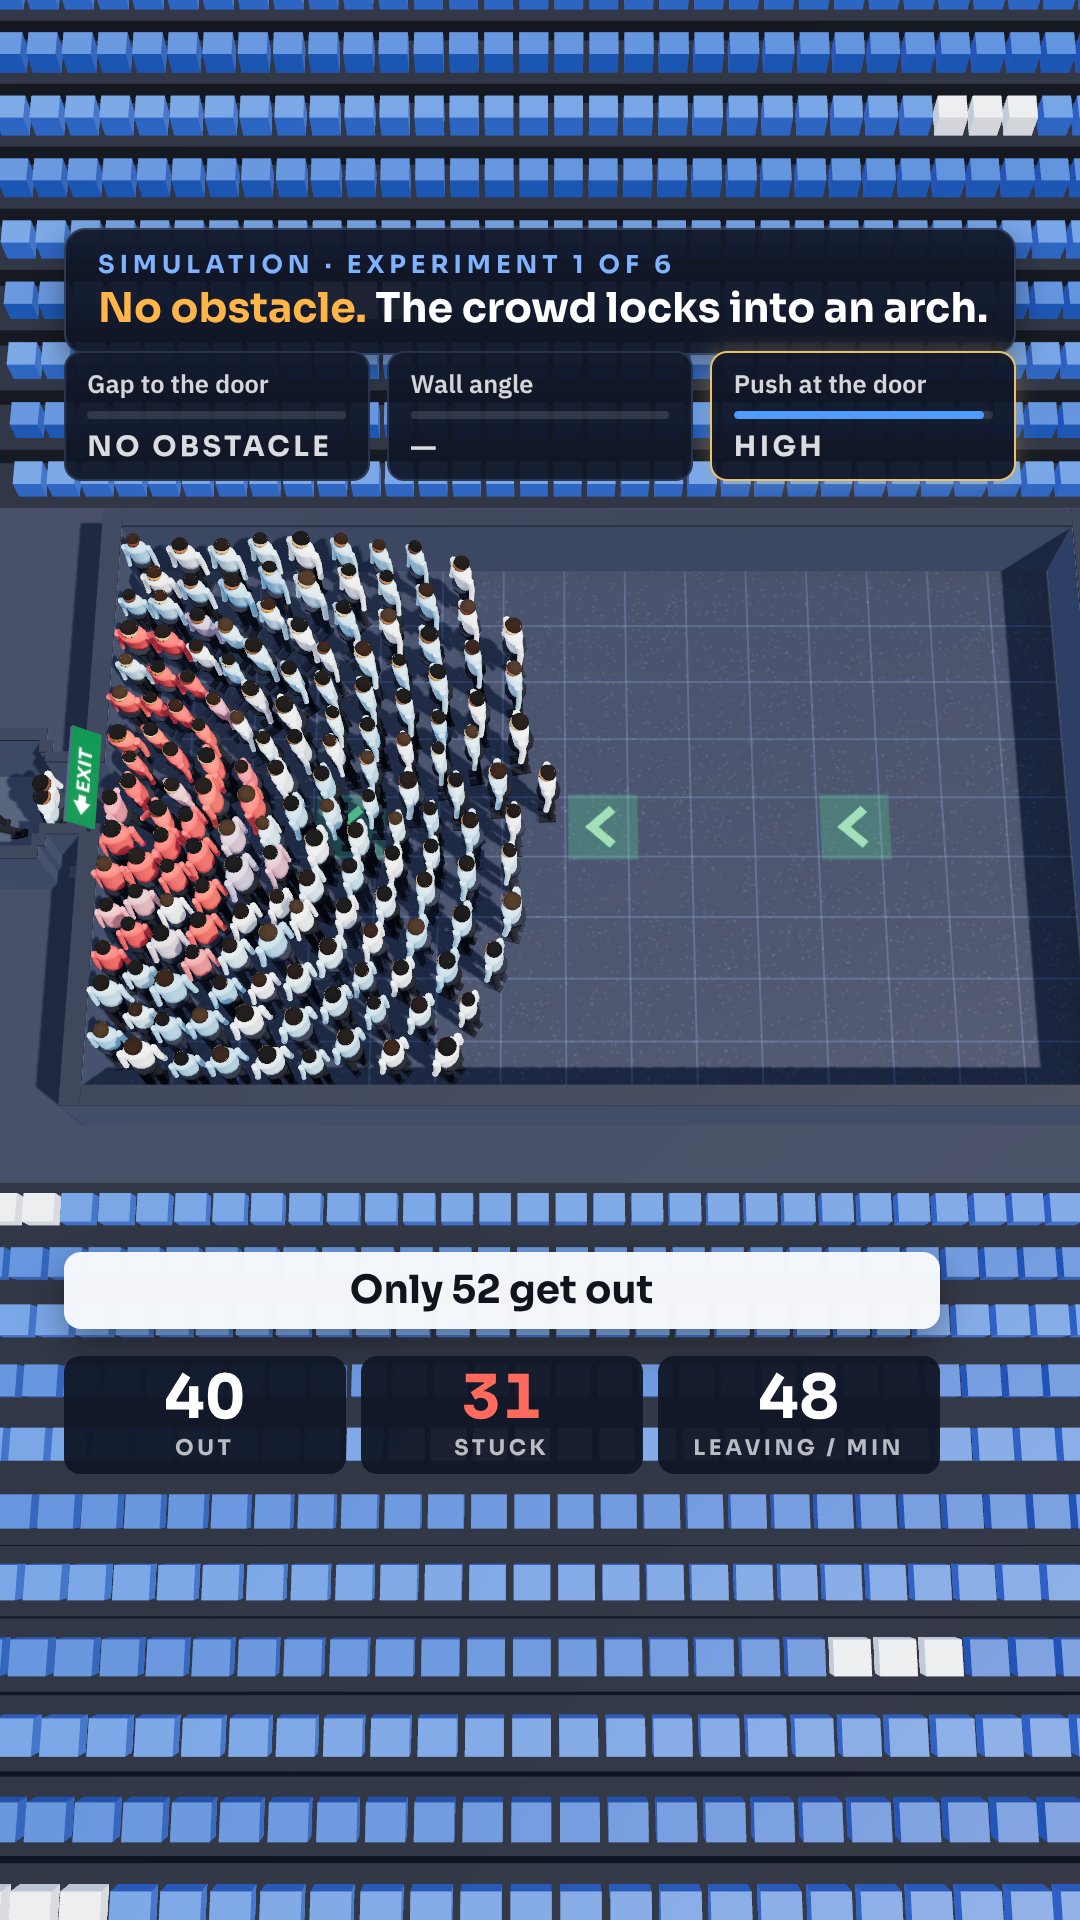 SIMULATION · EXPERIMENT 1 OF 6
No obstacle. The crowd locks into an arch.
Gap to the door
NO OBSTACLE
Wall angle
—
Push at the door
HIGH
EXIT
Only 52 get out
40
OUT
31
STUCK
48
LEAVING / MIN